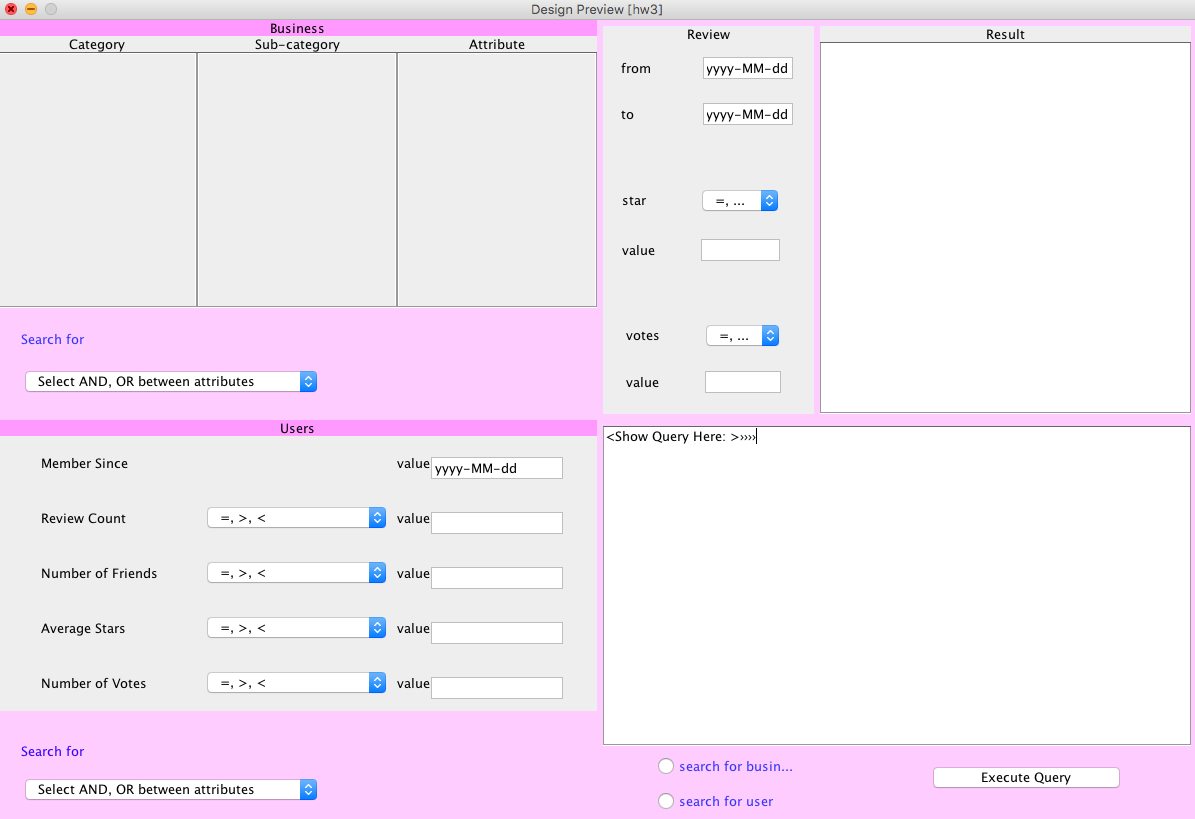 Design Preview [hw3]
Business
Category Sub-category Attribute
Search for
Select AND, OR between attributes
Users
Member Since value yyyy-MM-dd
Review Count =, >, < value
Number of Friends =, >, < value
Average Stars =, >, < value
Number of Votes =, >, < value
Search for
Select AND, OR between attributes
Review
from yyyy-MM-dd
to yyyy-MM-dd
star =, ...
value
votes =, ...
value
Result
<Show Query Here: >››››
search for busin...
search for user
Execute Query